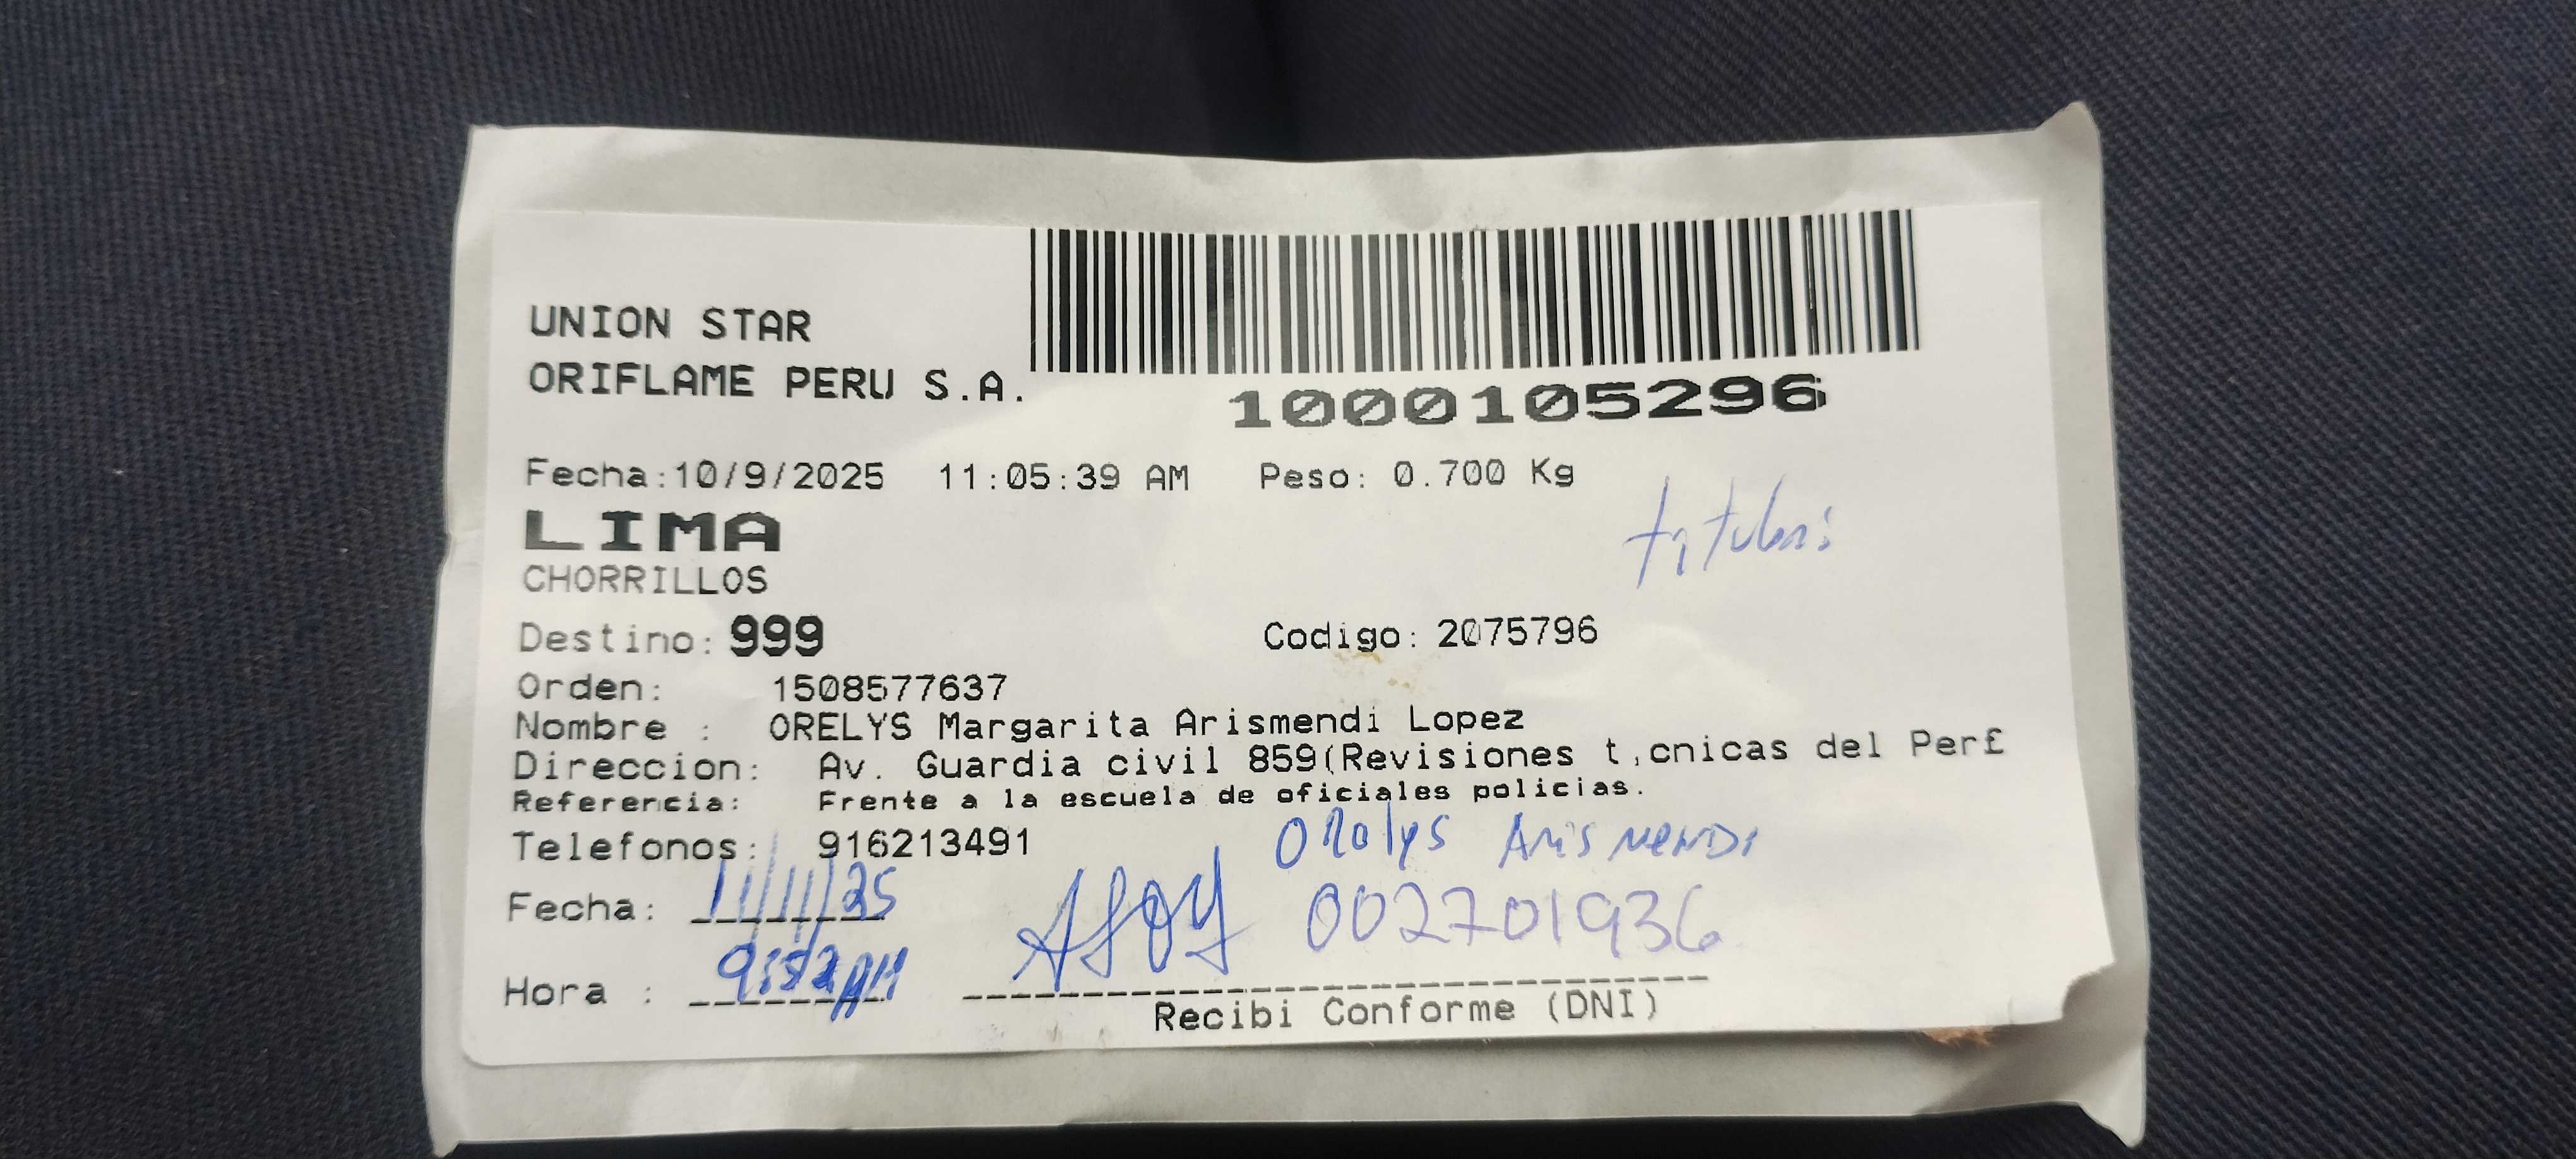 UNION STAR
ORIFLAME PERU S.A.
1000105296
Fecha:10/9/2025 11:05:39 AM Peso: 0.700 Kg
LIMA
CHORRILLOS
Destino: 999 Codigo: 2075796
Orden: 1508577637
Nombre : ORELYS Margarita Arismendi Lopez
Direccion: Av. Guardia civil 859(Revisiones t‚cnicas del Per£
Referencia: Frente a la escuela de oficiales policias.
Telefonos: 916213491
Orelys Arismendi
Fecha: 11/11/25
002701936
Hora : 9:52AM
Recibi Conforme (DNI)